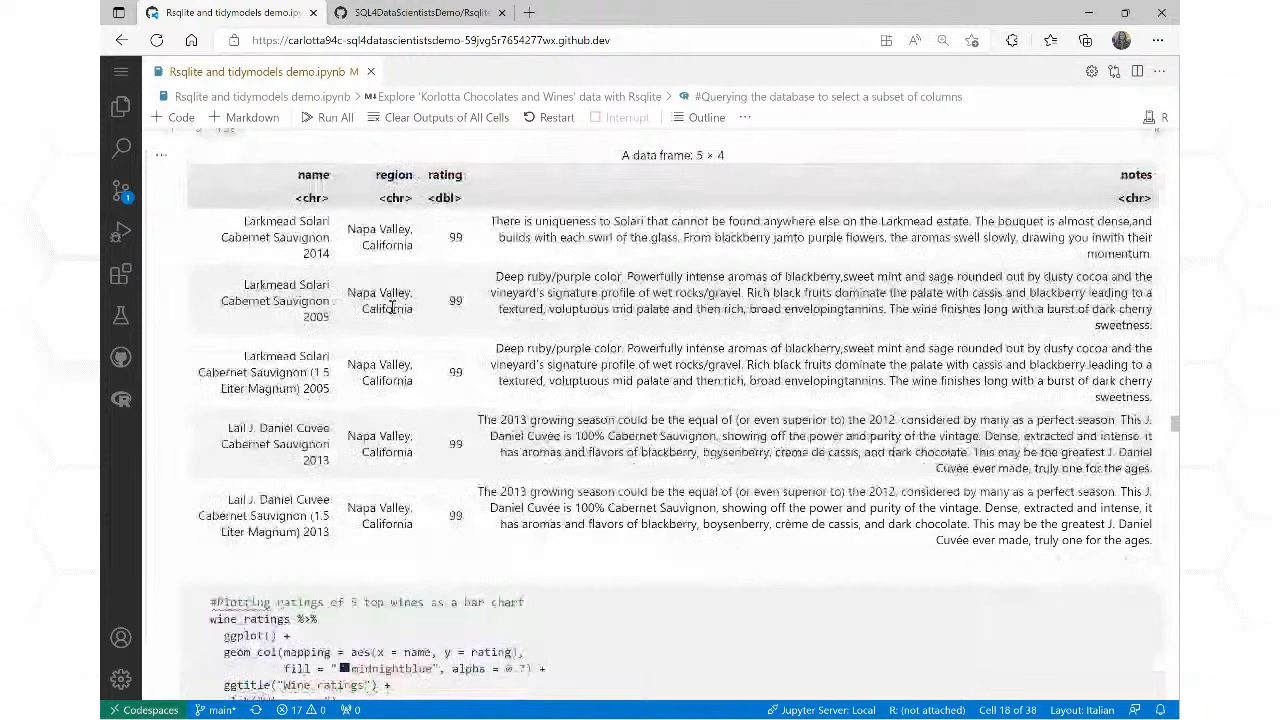 Rsqlite and tidymodels demo.ipyn
SQL4DataScientistsDemo/Rsqlite
https://carlotta94c-sql4datascientistsdemo-59jvg5r7654277wx.github.dev
Rsqlite and tidymodels demo.ipynb M
Rsqlite and tidymodels demo.ipynb > M↓Explore 'Korlotta Chocolates and Wines' data with Rsqlite > #Querying the database to select a subset of columns
+ Code + Markdown Run All Clear Outputs of All Cells Restart Interrupt Outline ··· R
A data frame: 5 × 4
name region rating notes
<chr> <chr> <dbl> <chr>
Larkmead Solari
Cabernet Sauvignon
2014
Napa Valley,
California
99
There is uniqueness to Solari that cannot be found anywhere else on the Larkmead estate. The bouquet is almost dense,and
builds with each swirl of the.glass. From blackberry jamto purple flowers, the aromas swell slowly, drawing you inwith their
momentum.
Larkmead Solari
Cabernet Sauvignon
2005
Napa Valley,
California
99
Deep ruby/purple color. Powerfully intense aromas of blackberry,sweet mint and sage rounded out by dusty cocoa and the
vineyard's signature profile of wet rocks/gravel. Rich black fruits dominate the palate with cassis and blackberry leading to a
textured, voluptuous mid palate and then rich, broad envelopingtannins. The wine finishes long with a burst of dark cherry
sweetness.
Larkmead Solari
Cabernet Sauvignon (1.5
Liter Magnum) 2005
Napa Valley,
California
99
Deep ruby/purple color. Powerfully intense aromas of blackberry,sweet mint and sage rounded out by dusty cocoa and the
vineyard's signature profile of wet rocks/gravel. Rich black fruits dominate the palate with cassis and blackberry leading to a
textured, voluptuous mid palate and then rich, broad envelopingtannins. The wine finishes long with a burst of dark cherry
sweetness.
Lail J. Daniel Cuvée
Cabernet Sauvignon
2013
Napa Valley,
California
99
The 2013 growing season could be the equal of (or even superior to) the 2012, considered by many as a perfect season. This J.
Daniel Cuvée is 100% Cabernet Sauvignon, showing off the power and purity of the vintage. Dense, extracted and intense, it
has aromas and flavors of blackberry, boysenberry, crème de cassis, and dark chocolate. This may be the greatest J. Daniel
Cuvée ever made, truly one for the ages.
Lail J. Daniel Cuvée
Cabernet Sauvignon (1.5
Liter Magnum) 2013
Napa Valley,
California
99
The 2013 growing season could be the equal of (or even superior to) the 2012, considered by many as a perfect season. This J.
Daniel Cuvée is 100% Cabernet Sauvignon, showing off the power and purity of the vintage. Dense, extracted and intense, it
has aromas and flavors of blackberry, boysenberry, crème de cassis, and dark chocolate. This may be the greatest J. Daniel
Cuvée ever made, truly one for the ages.
#Plotting ratings of 5 top wines as a bar chart
wine_ratings %>%
ggplot() +
geom_col(mapping = aes(x = name, y = rating),
fill = "midnightblue", alpha = 0.7) +
ggtitle("Wine ratings") +
Codespaces main* 17 0 0 Jupyter Server: Local R: (not attached) Cell 18 of 38 Layout: Italian